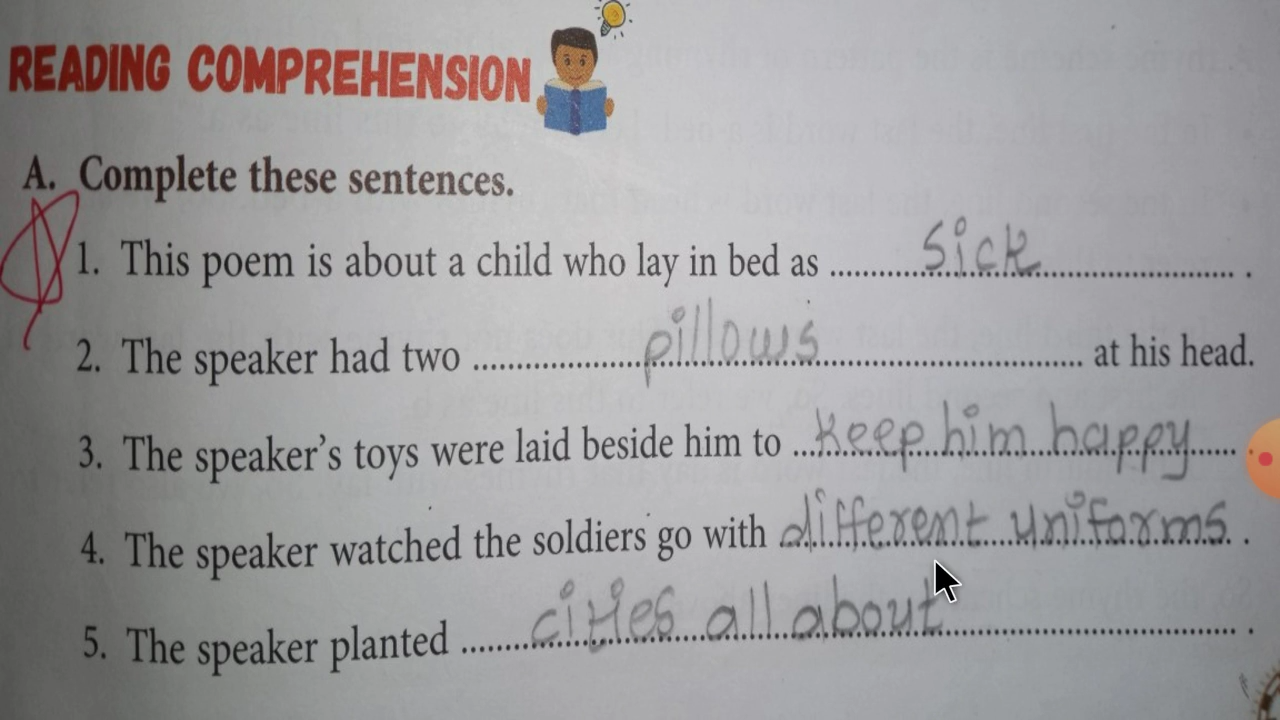 READING COMPREHENSION
A. Complete these sentences.
1. This poem is about a child who lay in bed as sick.
2. The speaker had two pillows at his head.
3. The speaker's toys were laid beside him to keep him happy.
4. The speaker watched the soldiers go with different uniforms.
5. The speaker planted cities all about.